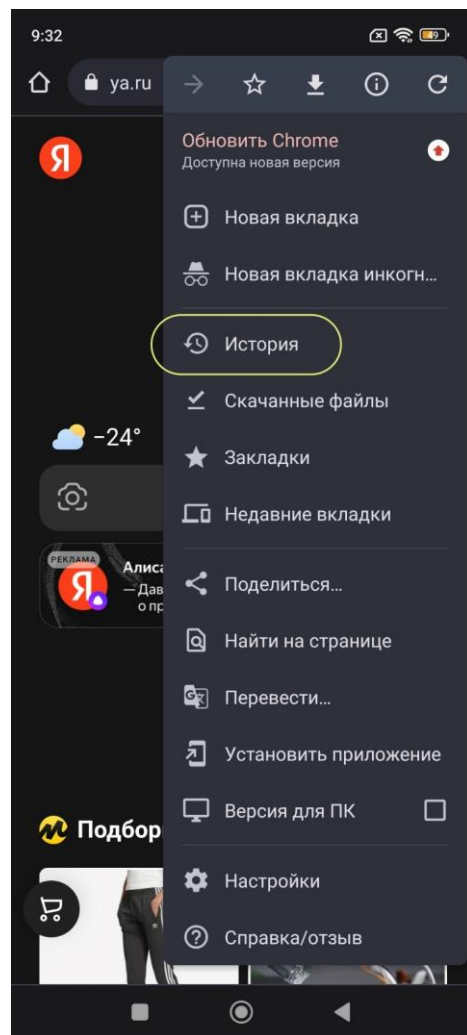 9:32
49
ya.ru
Я
Обновить Chrome
Доступна новая версия
Новая вкладка
Новая вкладка инкогн...
История
Скачанные файлы
−24°
Закладки
Недавние вкладки
РЕКЛАМА
Алиса
Я
— Дав
о пр
Поделиться...
Найти на странице
Перевести...
Установить приложение
Версия для ПК
Подбор
Настройки
Справка/отзыв